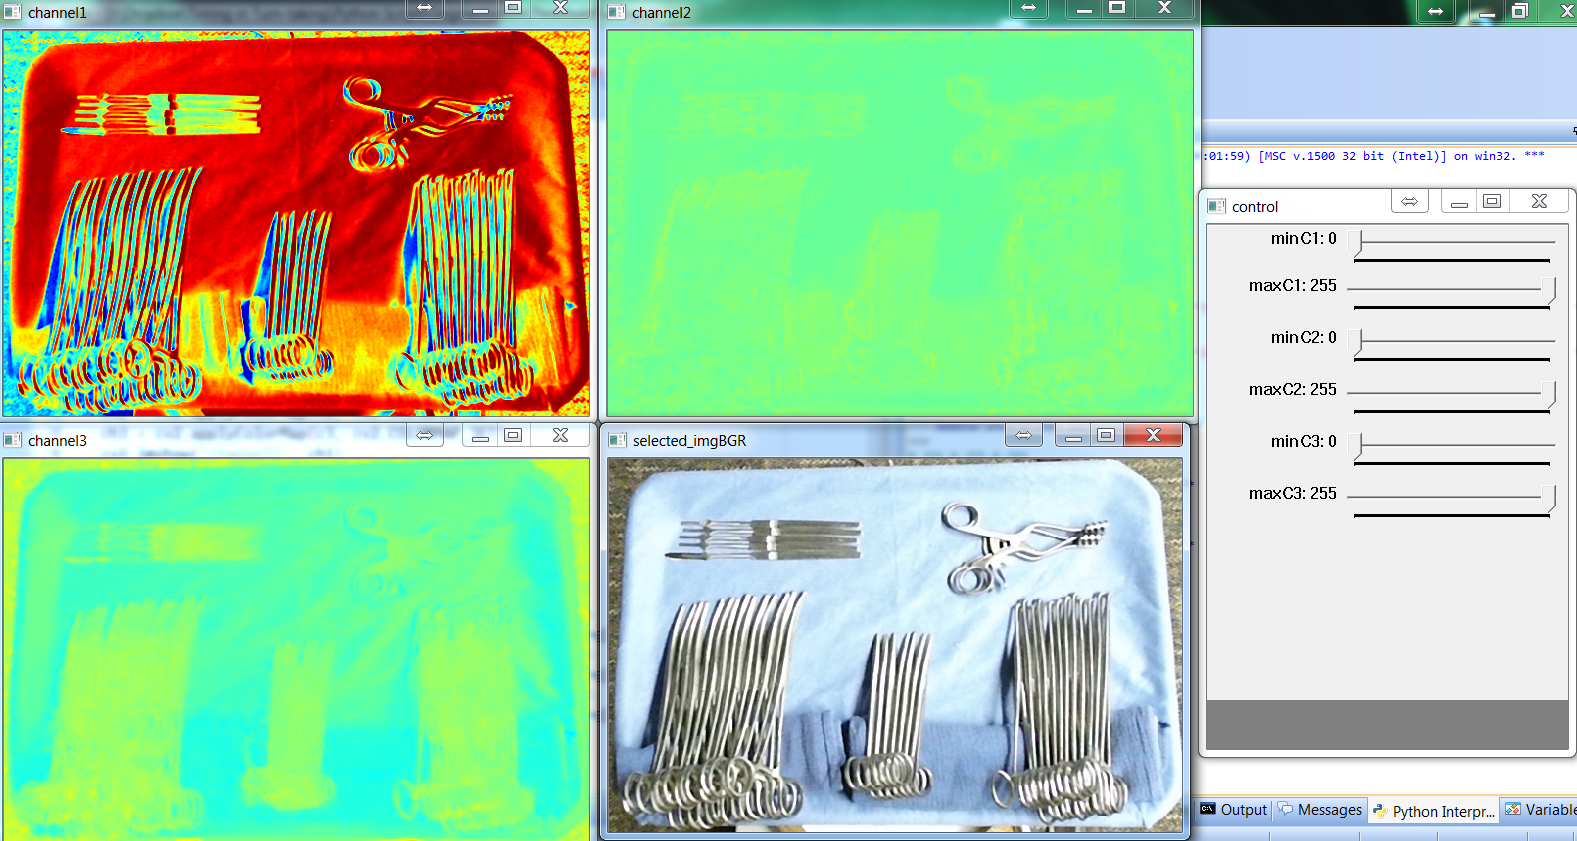 channel1
channel2
:01:59) [MSC v.1500 32 bit (Intel)] on win32. ***
control
minC1: 0
maxC1: 255
minC2: 0
maxC2: 255
minC3: 0
maxC3: 255
channel3
selected_imgBGR
Output
Messages
Python Interpr...
Variable